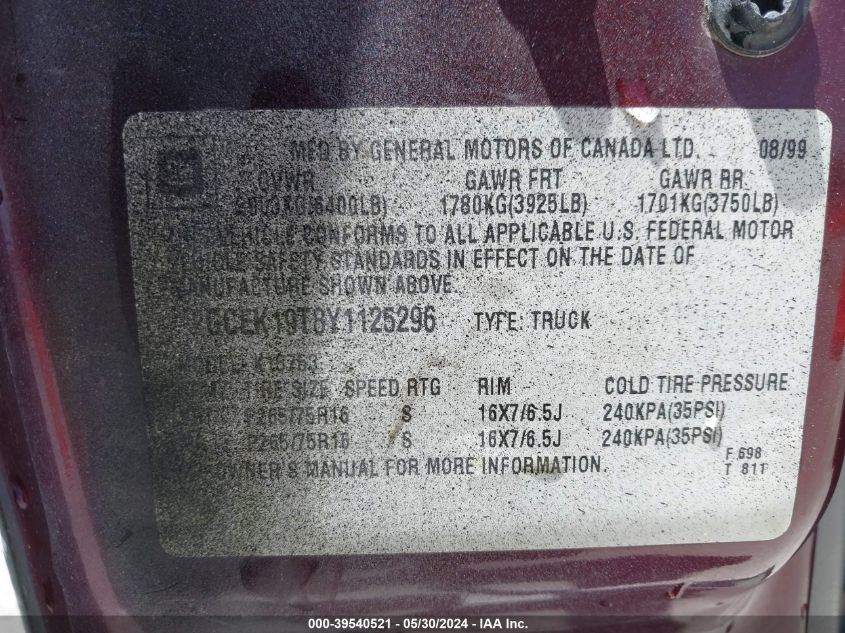 MFD BY GENERAL MOTORS OF CANADA LTD. 08/99
GVWR GAWR FRT GAWR RR
(6400LB) 1780KG(3925LB) 1701KG(3750LB)
VEHICLE CONFORMS TO ALL APPLICABLE U.S. FEDERAL MOTOR
SAFETY STANDARDS IN EFFECT ON THE DATE OF
MANUFACTURE SHOWN ABOVE.
GCEK19T8Y1125296 TYPE: TRUCK
K15753
TIRE SIZE SPEED RTG RIM COLD TIRE PRESSURE
P265/75R16 S 16X7/6.5J 240KPA(35PSI)
P265/75R16 S 16X7/6.5J 240KPA(35PSI)
OWNER'S MANUAL FOR MORE INFORMATION.
F 698
T 811
000-39540521 - 05/30/2024 - IAA Inc.